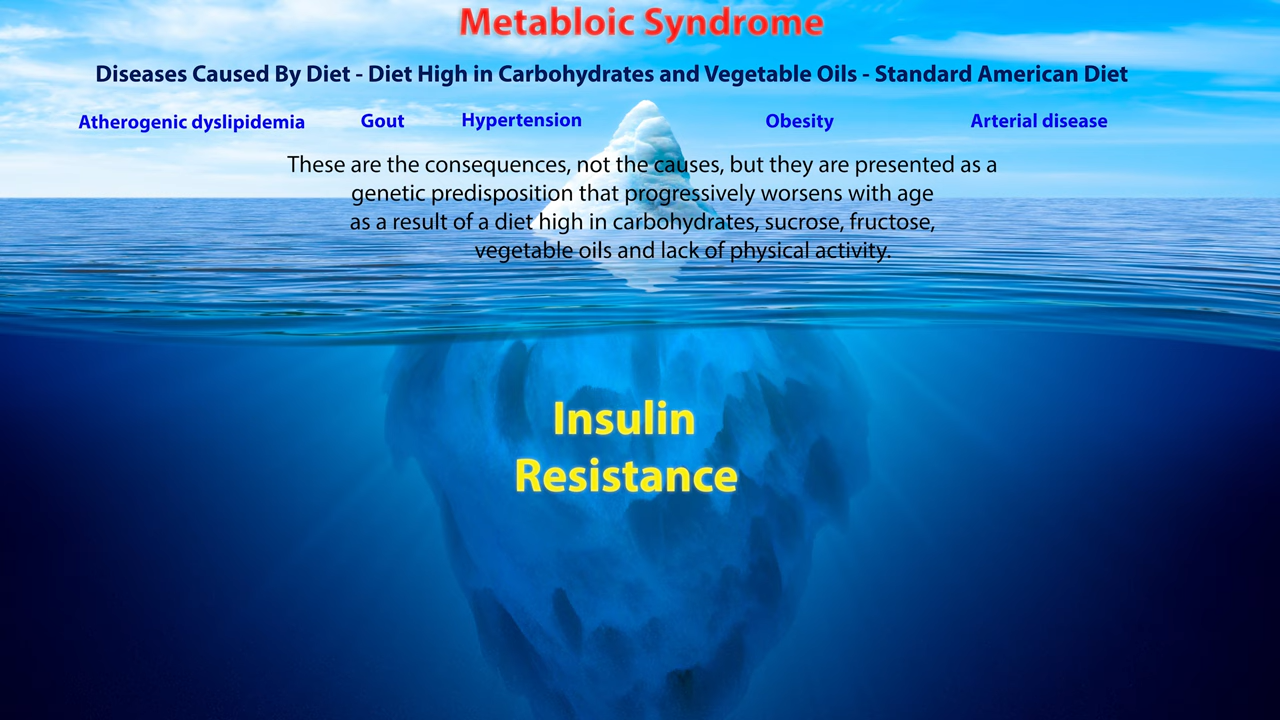 Metabloic Syndrome
Diseases Caused By Diet - Diet High in Carbohydrates and Vegetable Oils - Standard American Diet
Atherogenic dyslipidemia Gout Hypertension Obesity Arterial disease
These are the consequences, not the causes, but they are presented as a
genetic predisposition that progressively worsens with age
as a result of a diet high in carbohydrates, sucrose, fructose,
vegetable oils and lack of physical activity.
Insulin
Resistance